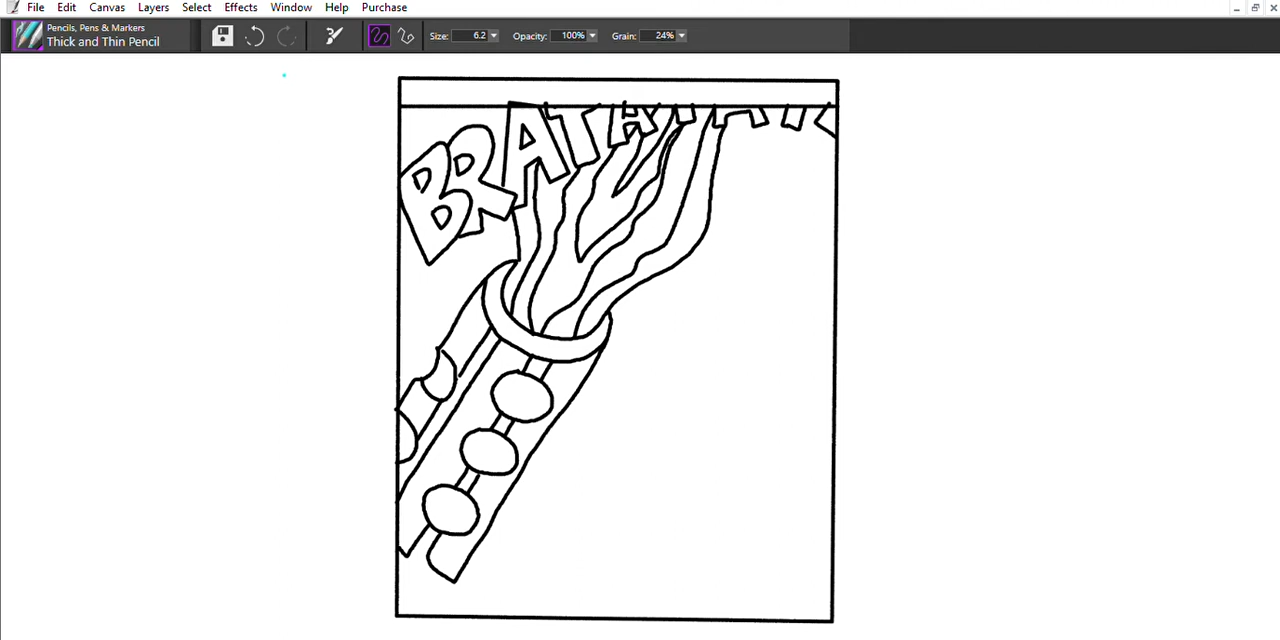 File Edit Canvas Layers Select Effects Window Help Purchase
Pencils, Pens & Markers
Thick and Thin Pencil
Size: 6.2 Opacity: 100% Grain: 24%
BRATATATA